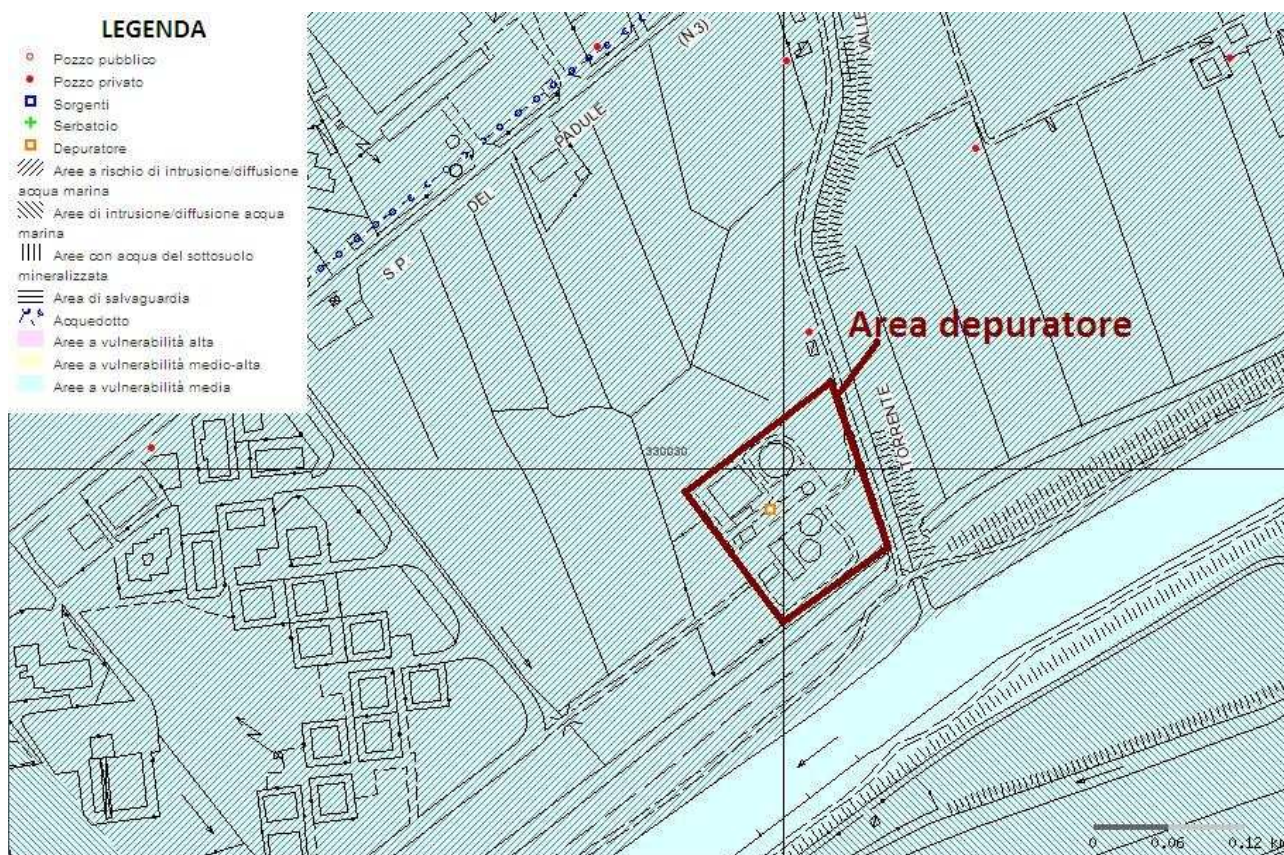 LEGENDA
Pozzo pubblico
Pozzo privato
Sorgenti
Serbatoio
Depuratore
Aree a rischio di intrusione/diffusione
acqua marina
Aree di intrusione/diffusione acqua
marina
Aree con acqua del sottosuolo
mineralizzata
Area di salvaguardia
Acquedotto
Aree a vulnerabilità alta
Aree a vulnerabilità medio-alta
Aree a vulnerabilità media
(N.3)
PADULE
DEL
S.P.
VALLE
Area depuratore
TORRENTE
330030
N
N
0 0.06 0.12